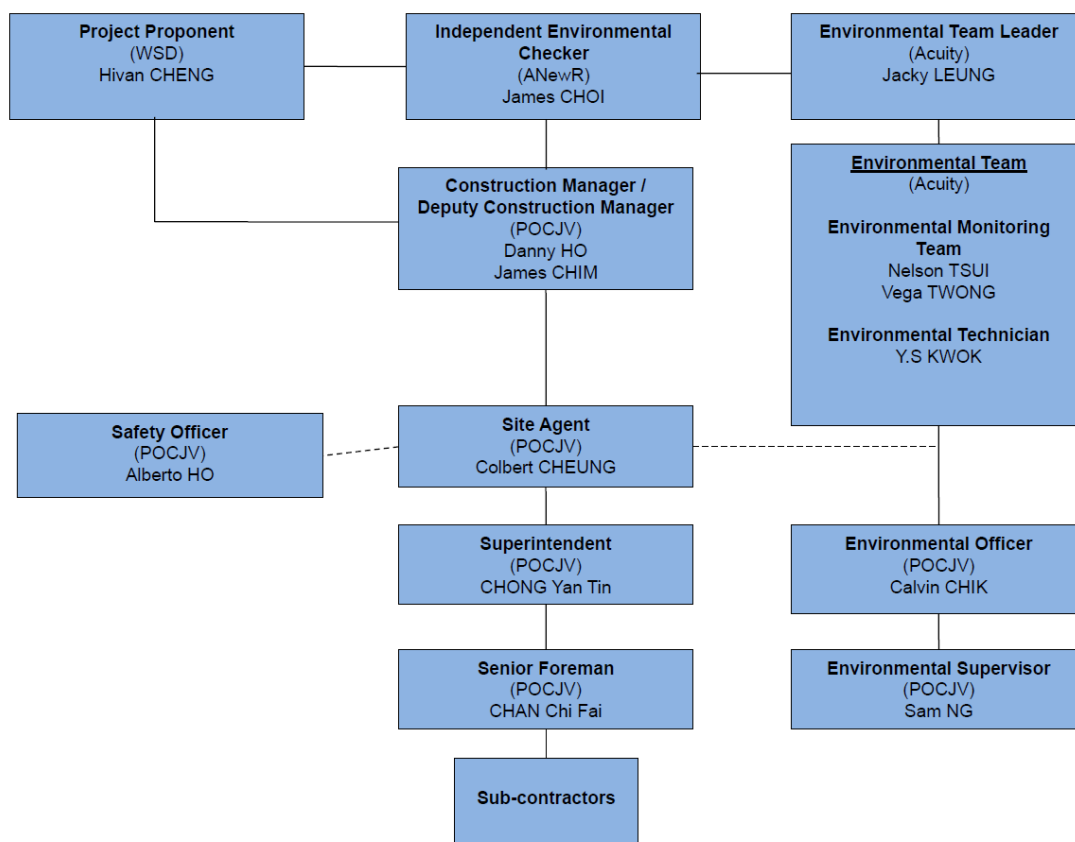 Project Proponent
(WSD)
Hivan CHENG
Independent Environmental
Checker
(ANewR)
James CHOI
Environmental Team Leader
(Acuity)
Jacky LEUNG
Construction Manager /
Deputy Construction Manager
(POCJV)
Danny HO
James CHIM
Environmental Team
(Acuity)
Environmental Monitoring
Team
Nelson TSUI
Vega TWONG
Environmental Technician
Y.S KWOK
Safety Officer
(POCJV)
Alberto HO
Site Agent
(POCJV)
Colbert CHEUNG
Superintendent
(POCJV)
CHONG Yan Tin
Environmental Officer
(POCJV)
Calvin CHIK
Senior Foreman
(POCJV)
CHAN Chi Fai
Environmental Supervisor
(POCJV)
Sam NG
Sub-contractors